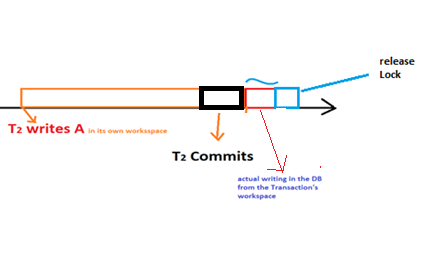 release
Lock
T2 writes A in its own worksspace
T2 Commits
actual writing in the DB
from the Transaction's
workspace